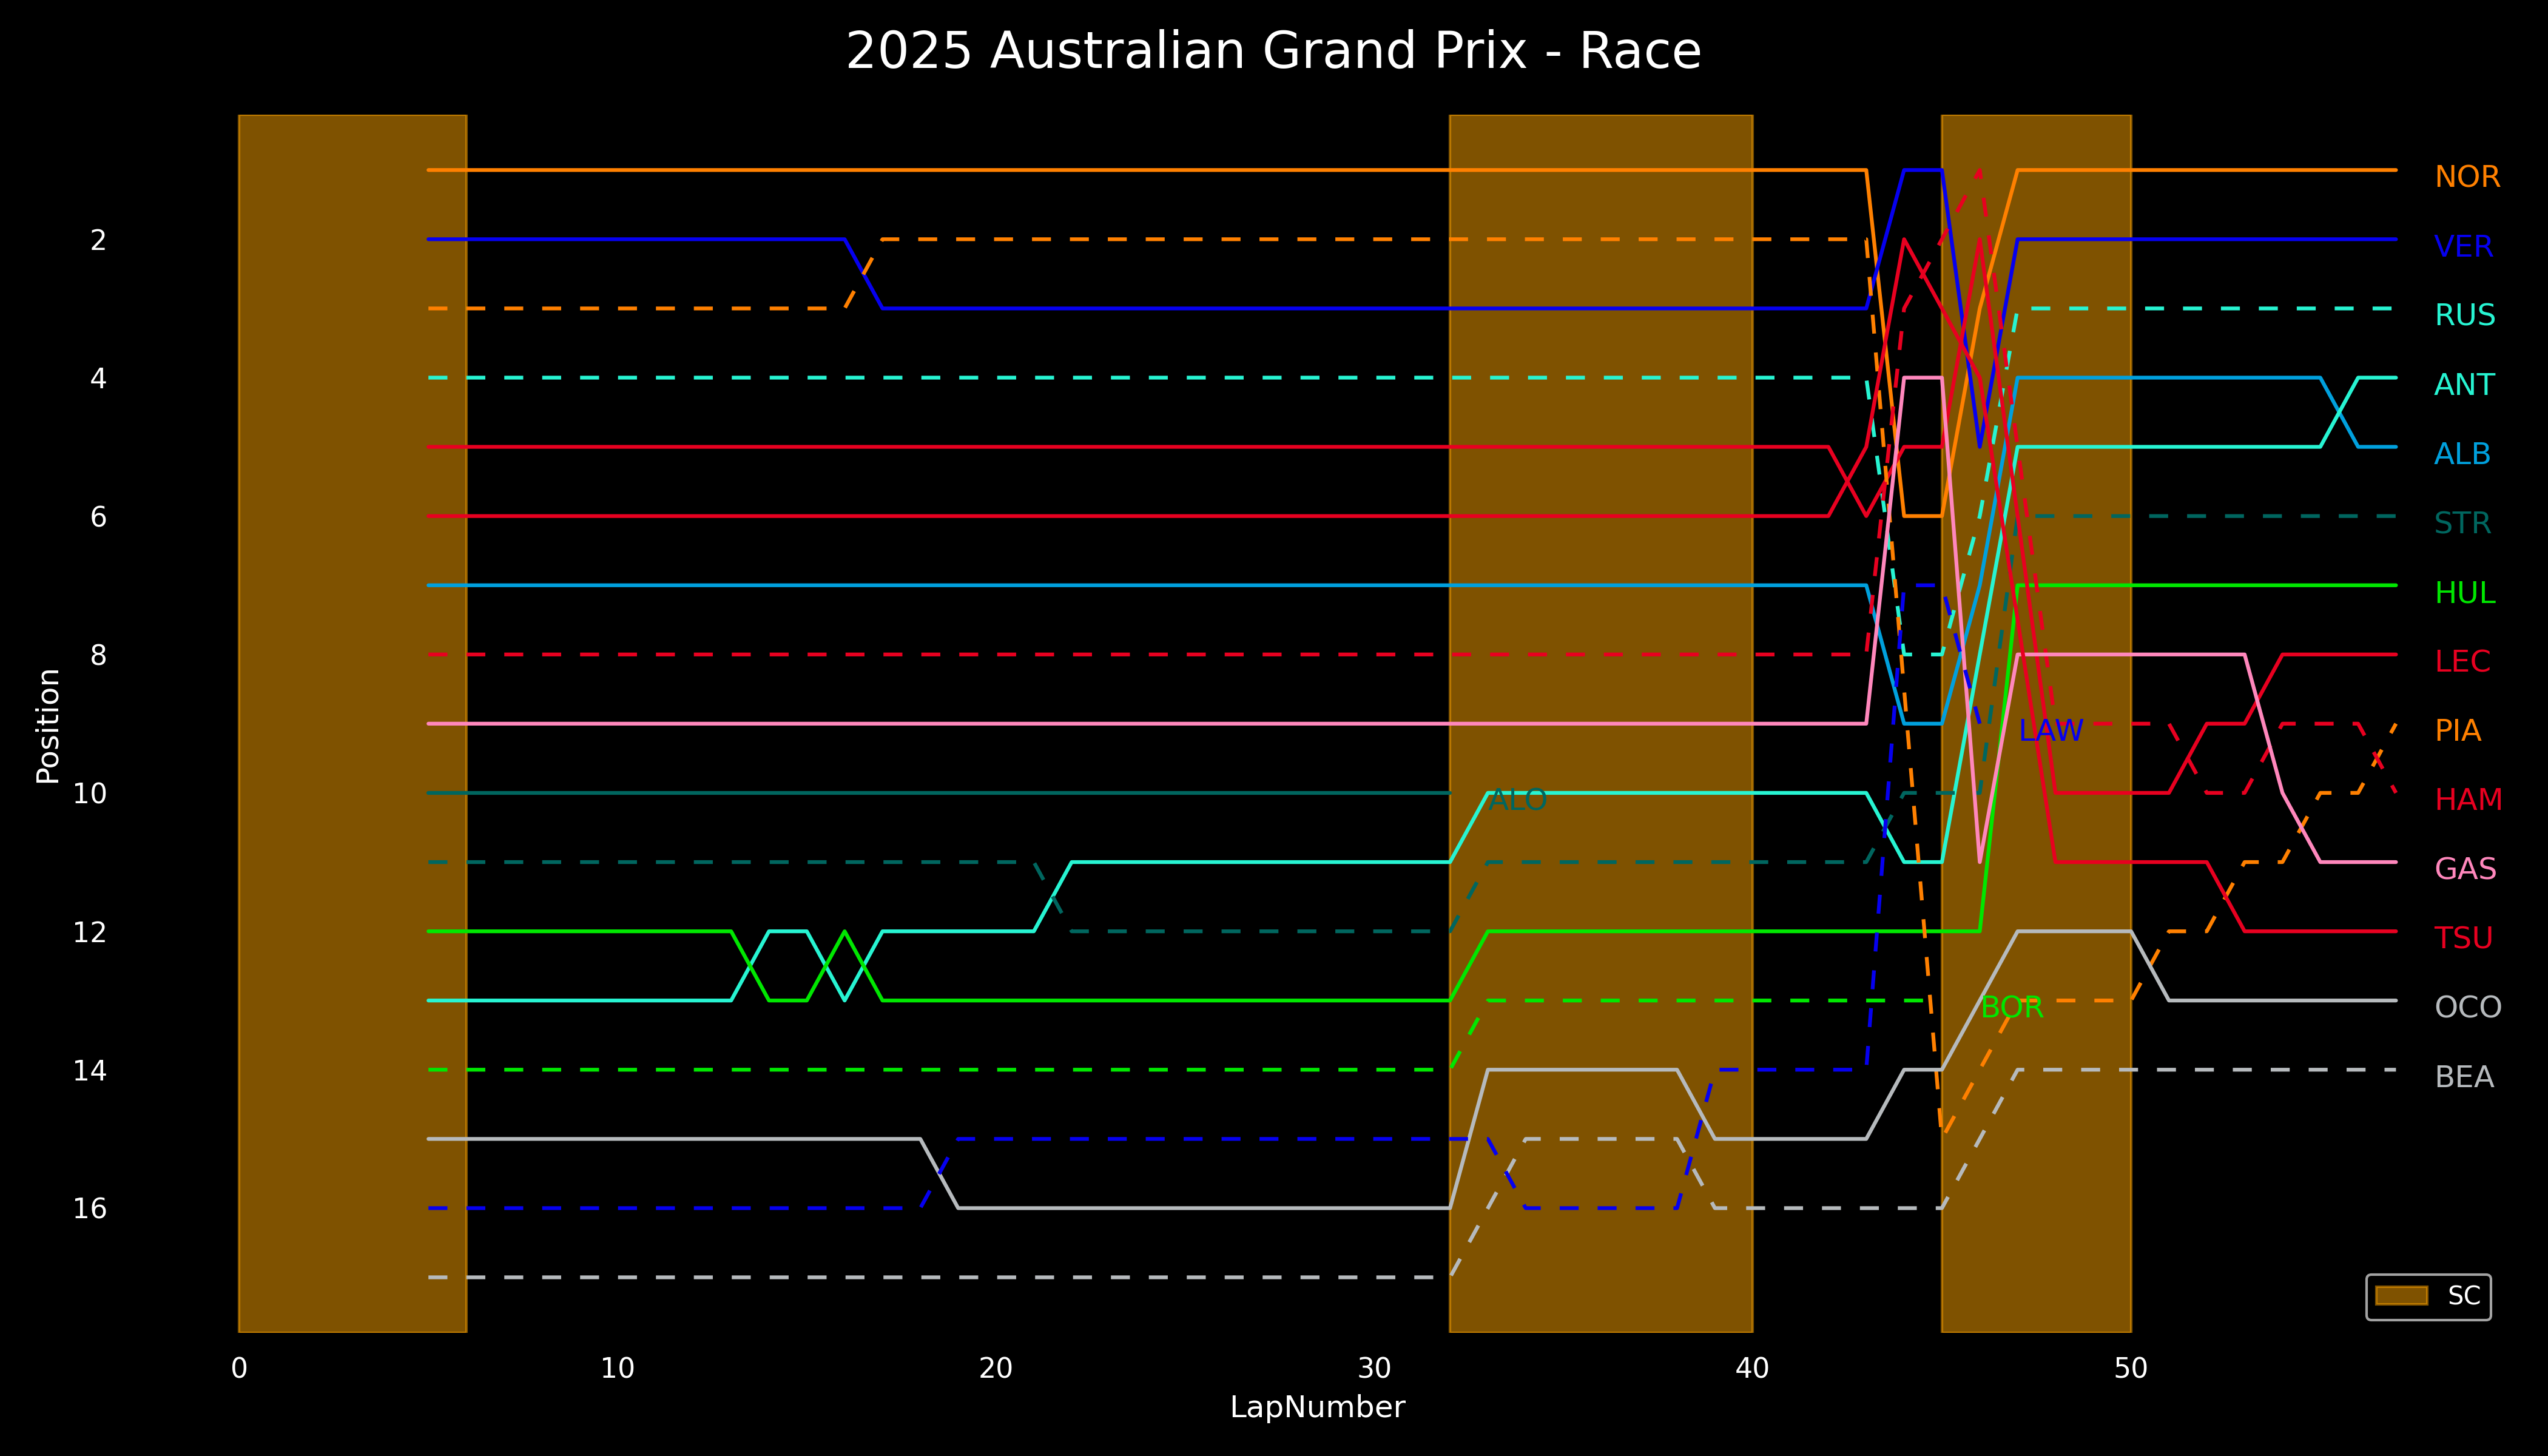 2025 Australian Grand Prix - Race
Position
2
4
6
8
10
12
14
16
NOR
VER
RUS
ANT
ALB
STR
HUL
LEC
PIA
HAM
GAS
TSU
OCO
BEA
LAW
ALO
BOR
SC
0 10 20 30 40 50
LapNumber